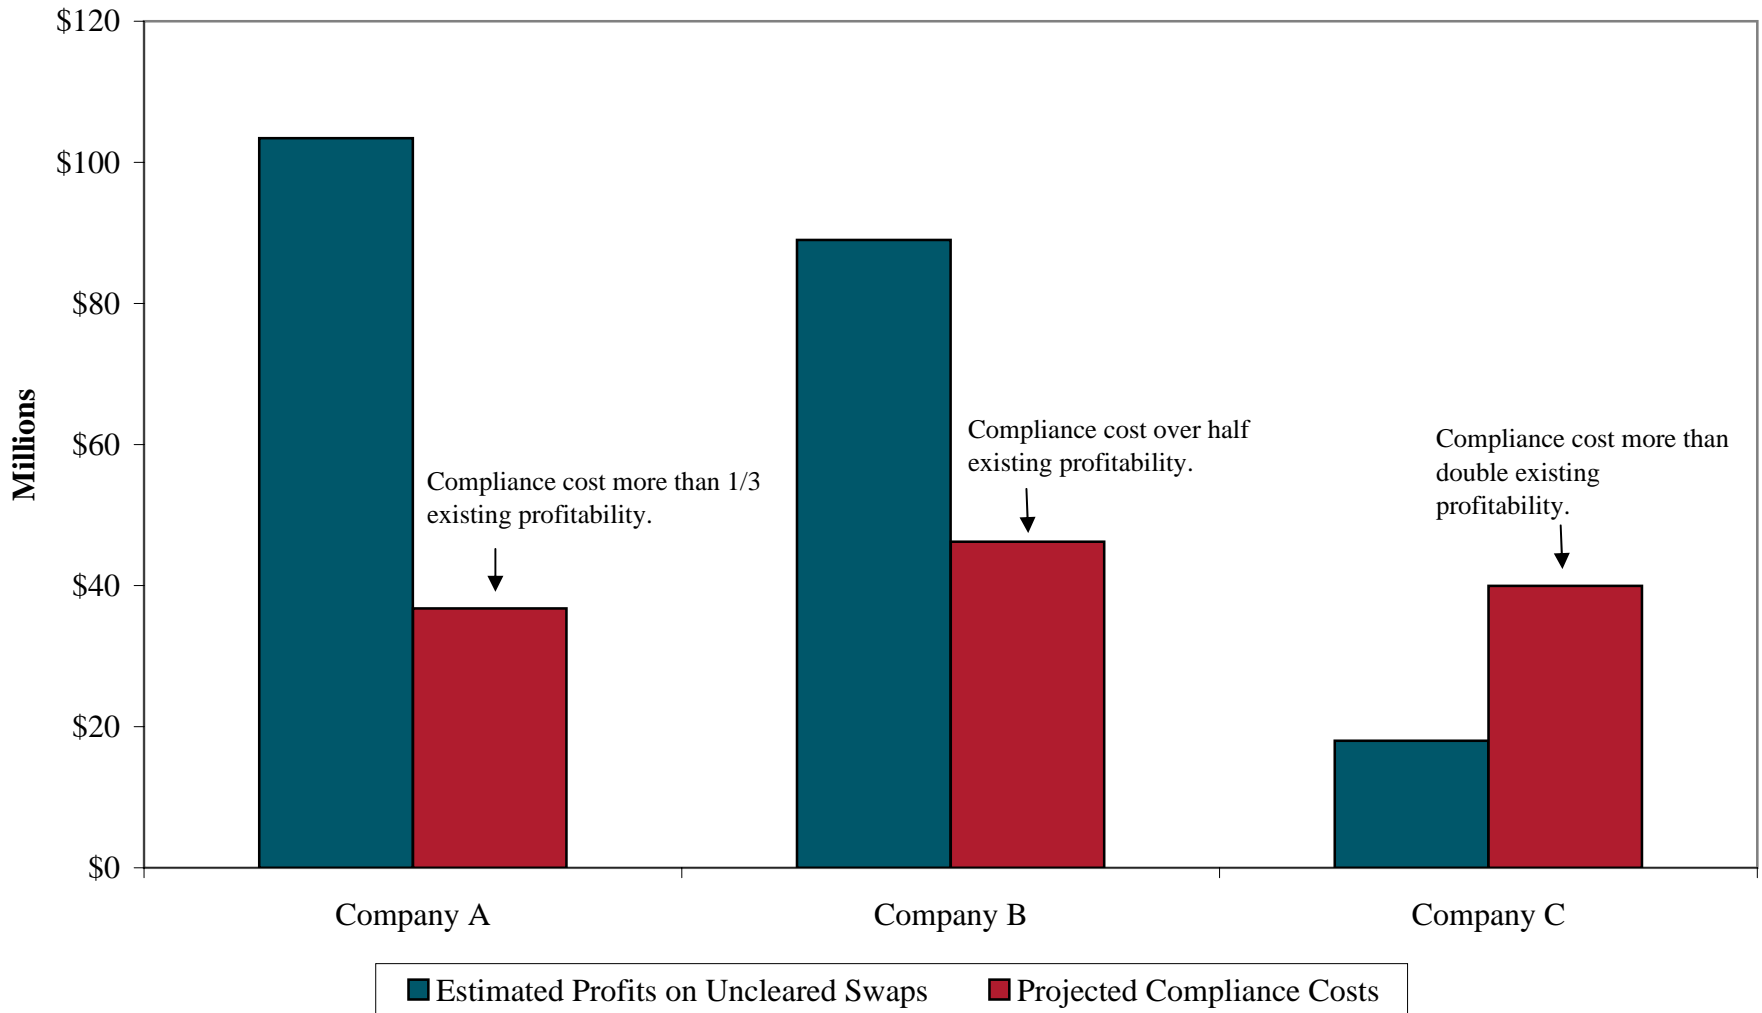 $120
$100
$80
$60
$40
$20
$0
Millions
Compliance cost more than 1/3
existing profitability.
Compliance cost over half
existing profitability.
Compliance cost more than
double existing
profitability.
Company A
Company B
Company C
Estimated Profits on Uncleared Swaps
Projected Compliance Costs